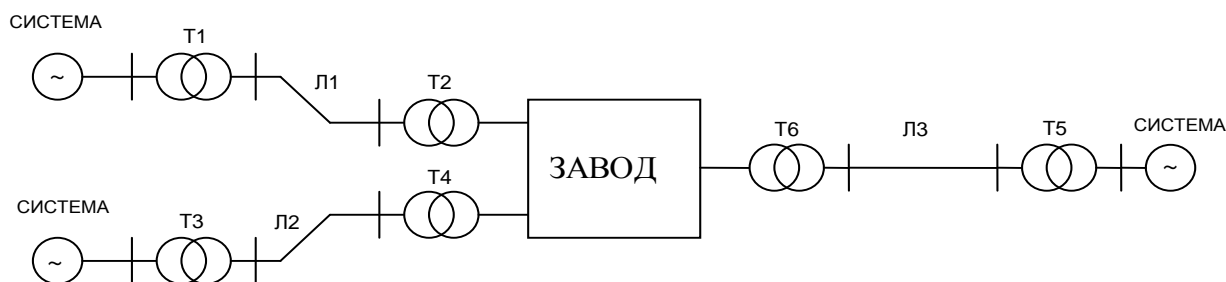 СИСТЕМА
Т1
~
Л1
Т2
ЗАВОД
Т6
Л3
Т5
СИСТЕМА
~
СИСТЕМА
Т3
~
Л2
Т4